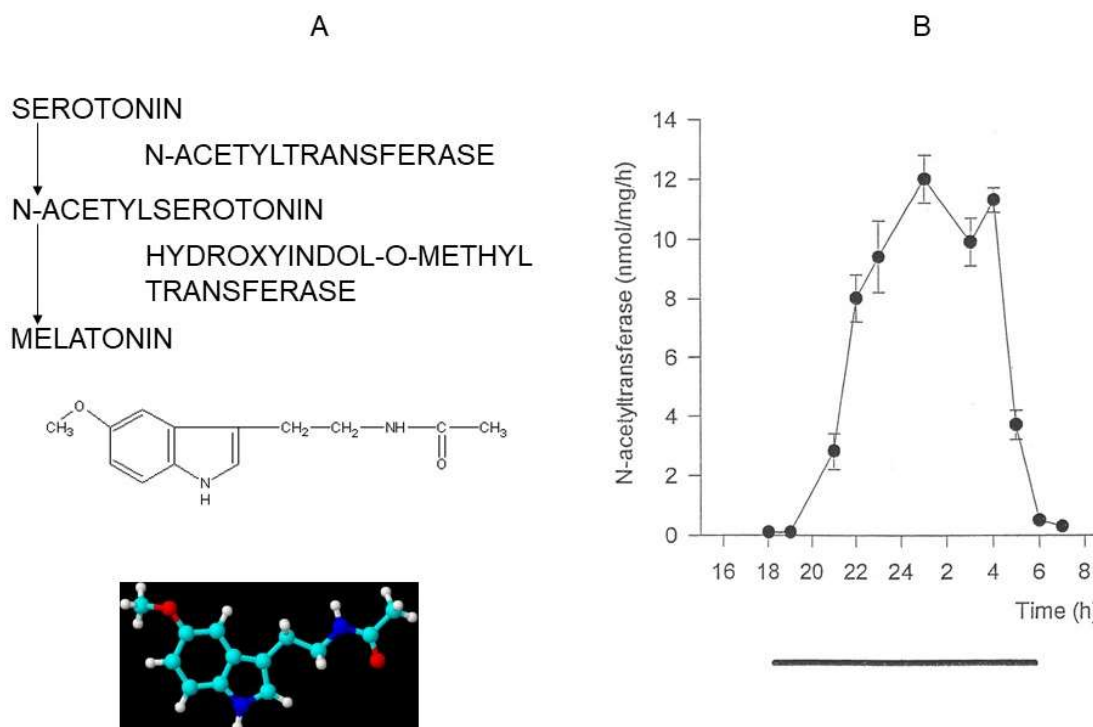 A
SEROTONIN
N-ACETYLTRANSFERASE
N-ACETYLSEROTONIN
HYDROXYINDOL-O-METHYL
TRANSFERASE
MELATONIN
O
CH3
CH2
CH2
NH
CH3
O
N
H
B
N-acetyltransferase (nmol/mg/h)
14
12
10
8
6
4
2
0
16 18 20 22 24 2 4 6 8
Time (h)